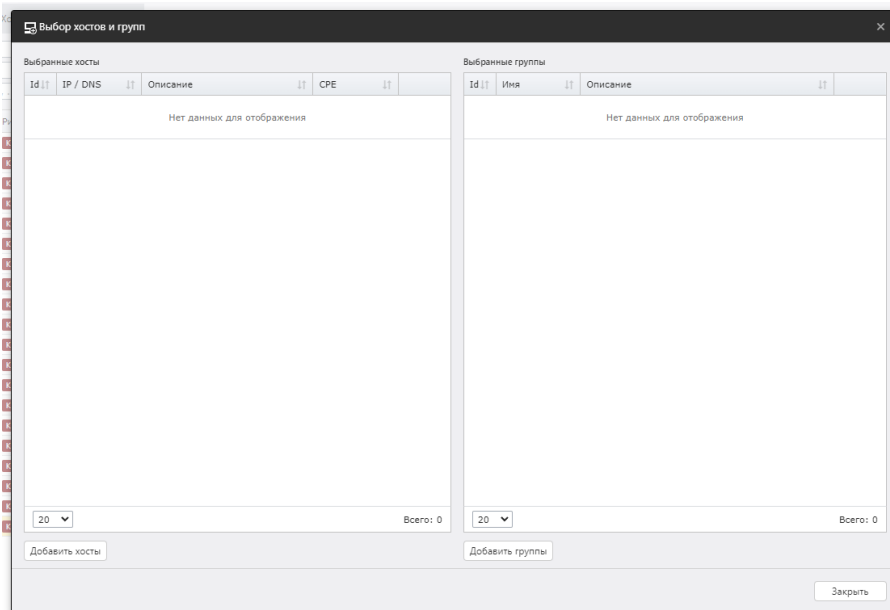 Выбор хостов и групп
Выбранные хосты
Id IP / DNS Описание CPE
Нет данных для отображения
20 Всего: 0
Добавить хосты
Выбранные группы
Id Имя Описание
Нет данных для отображения
20 Всего: 0
Добавить группы
Закрыть